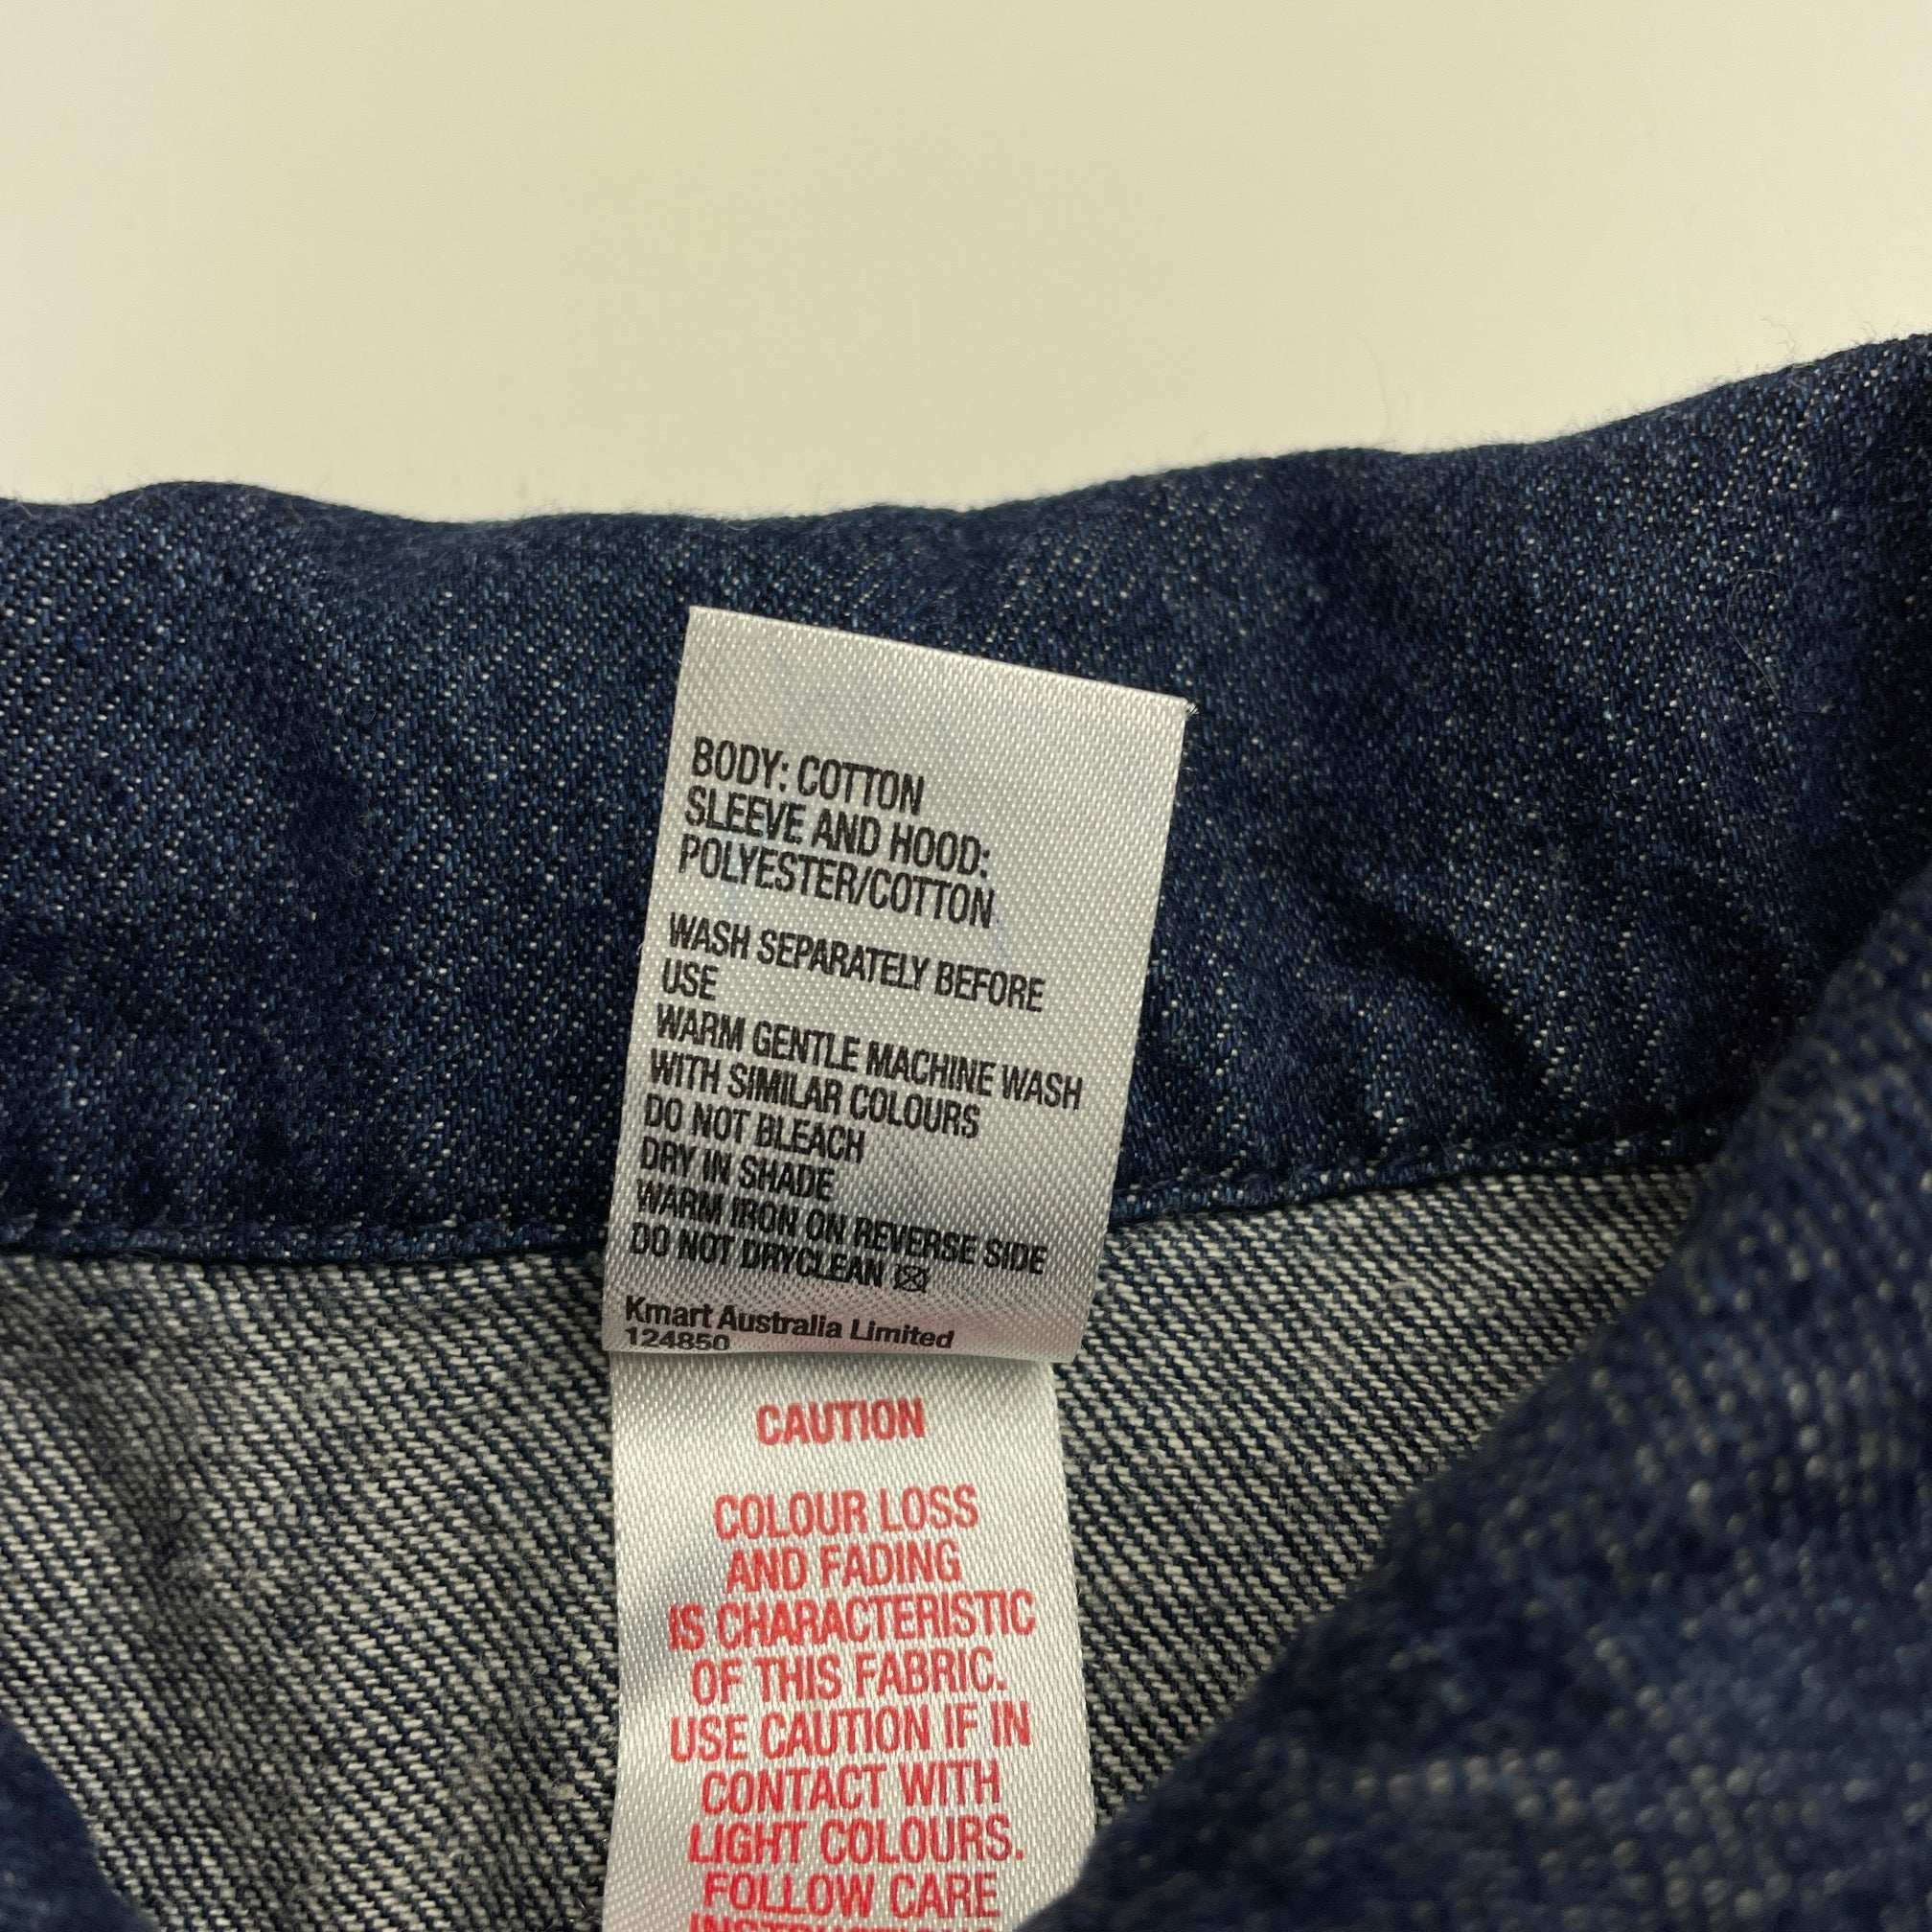 BODY: COTTON
SLEEVE AND HOOD:
POLYESTER/COTTON
WASH SEPARATELY BEFORE
USE
WARM GENTLE MACHINE WASH
WITH SIMILAR COLOURS
DO NOT BLEACH
DRY IN SHADE
WARM IRON ON REVERSE SIDE
DO NOT DRYCLEAN
Kmart Australia Limited
124850
CAUTION
COLOUR LOSS
AND FADING
IS CHARACTERISTIC
OF THIS FABRIC.
USE CAUTION IF IN
CONTACT WITH
LIGHT COLOURS.
FOLLOW CARE